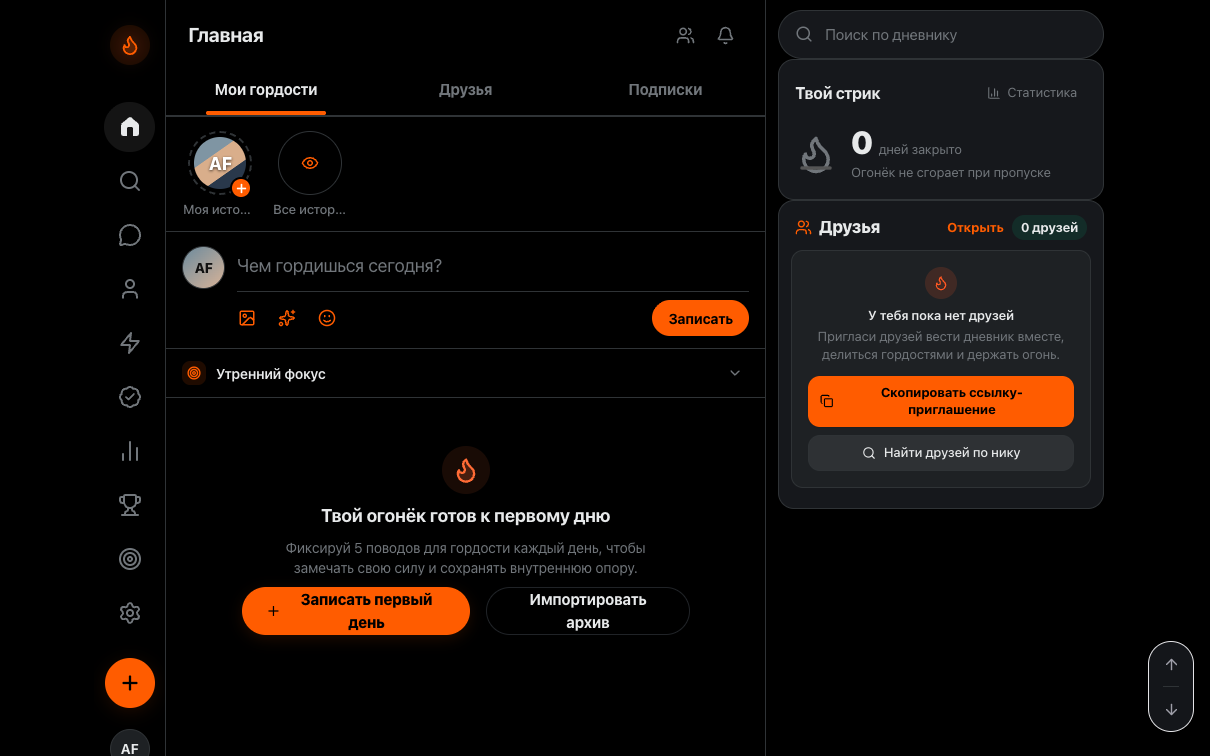 Главная
Мои гордости
Друзья
Подписки
AF
Моя исто...
Все истор...
AF
Чем гордишься сегодня?
Записать
Утренний фокус
Твой огонёк готов к первому дню
Фиксируй 5 поводов для гордости каждый день, чтобы
замечать свою силу и сохранять внутреннюю опору.
Записать первый
день
Импортировать
архив
AF
Поиск по дневнику
Твой стрик
Статистика
0 дней закрыто
Огонёк не сгорает при пропуске
Друзья
Открыть
0 друзей
У тебя пока нет друзей
Пригласи друзей вести дневник вместе,
делиться гордостями и держать огонь.
Скопировать ссылку-
приглашение
Найти друзей по нику